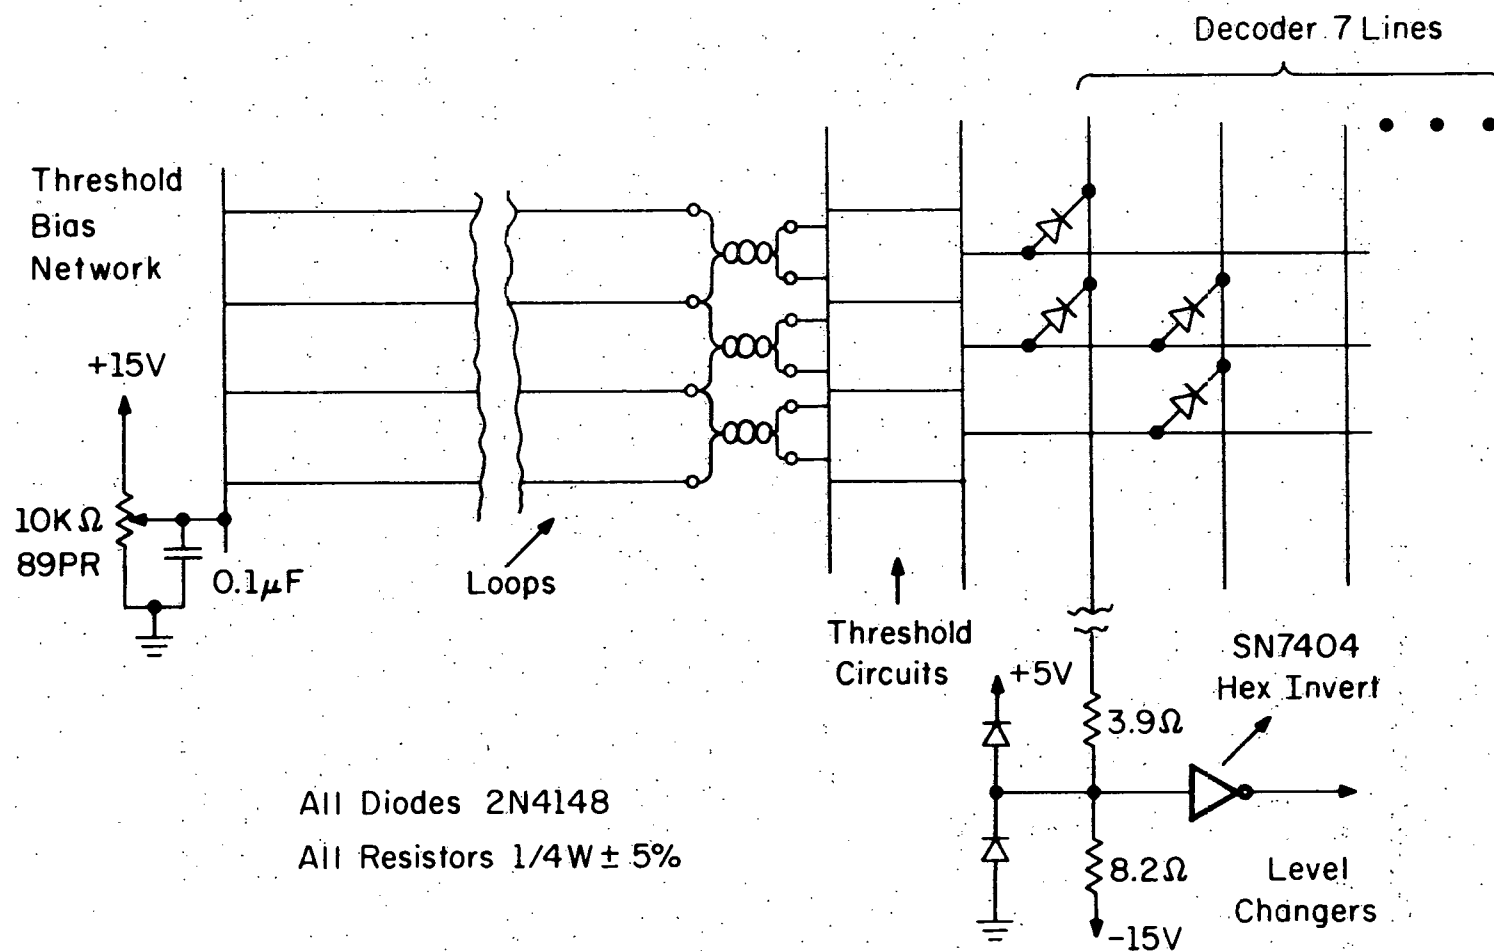 Decoder 7 Lines
Threshold
Bias
Network
+15V
10KΩ
89PR
0.1μF
Loops
Threshold
Circuits
+5V
SN7404
Hex Invert
3.9Ω
8.2Ω
-15V
Level
Changers
All Diodes 2N4148
All Resistors 1/4W ± 5%